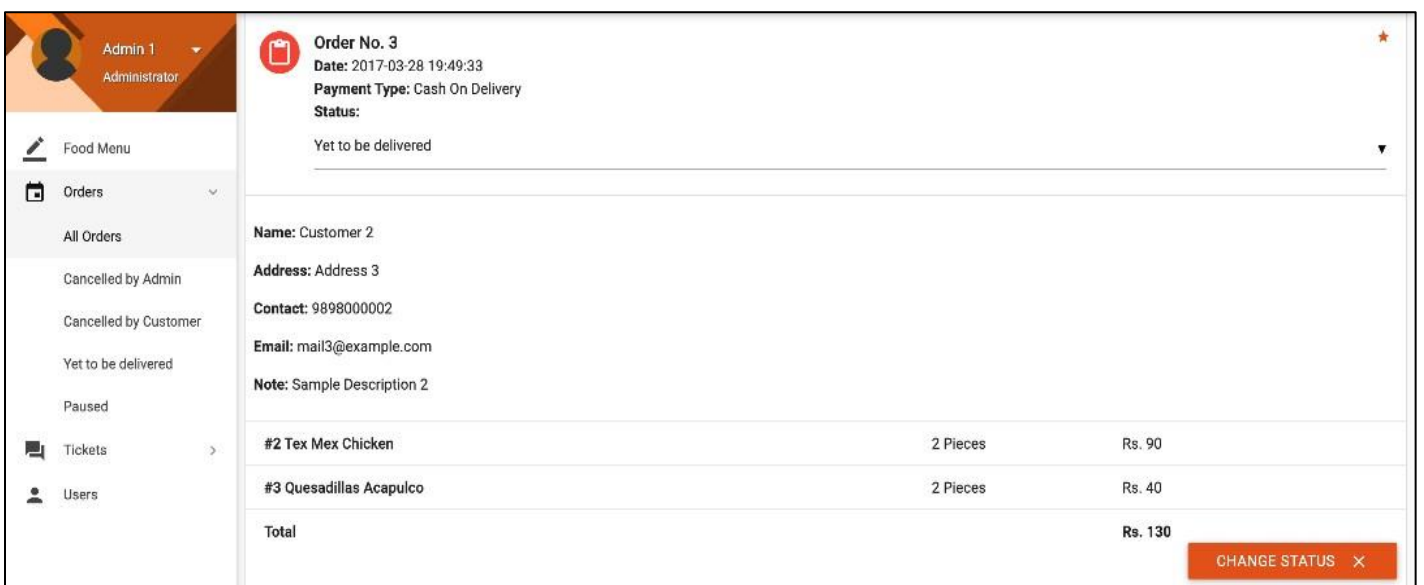 Admin 1
Administrator
Food Menu
Orders
All Orders
Cancelled by Admin
Cancelled by Customer
Yet to be delivered
Paused
Tickets
Users
Order No. 3
Date: 2017-03-28 19:49:33
Payment Type: Cash On Delivery
Status:
Yet to be delivered
Name: Customer 2
Address: Address 3
Contact: 9898000002
Email: mail3@example.com
Note: Sample Description 2
#2 Tex Mex Chicken 2 Pieces Rs. 90
#3 Quesadillas Acapulco 2 Pieces Rs. 40
Total Rs. 130
CHANGE STATUS